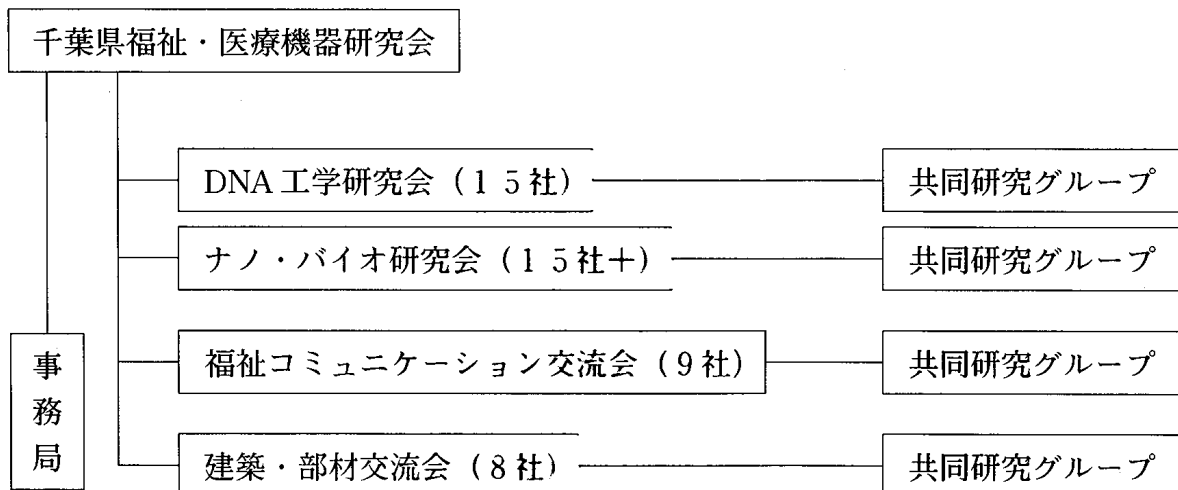 千葉県福祉・医療機器研究会
DNA工学研究会(15社)
共同研究グループ
ナノ・バイオ研究会(15社+)
共同研究グループ
福祉コミュニケーション交流会(9社)
共同研究グループ
建築・部材交流会(8社)
共同研究グループ
事務局